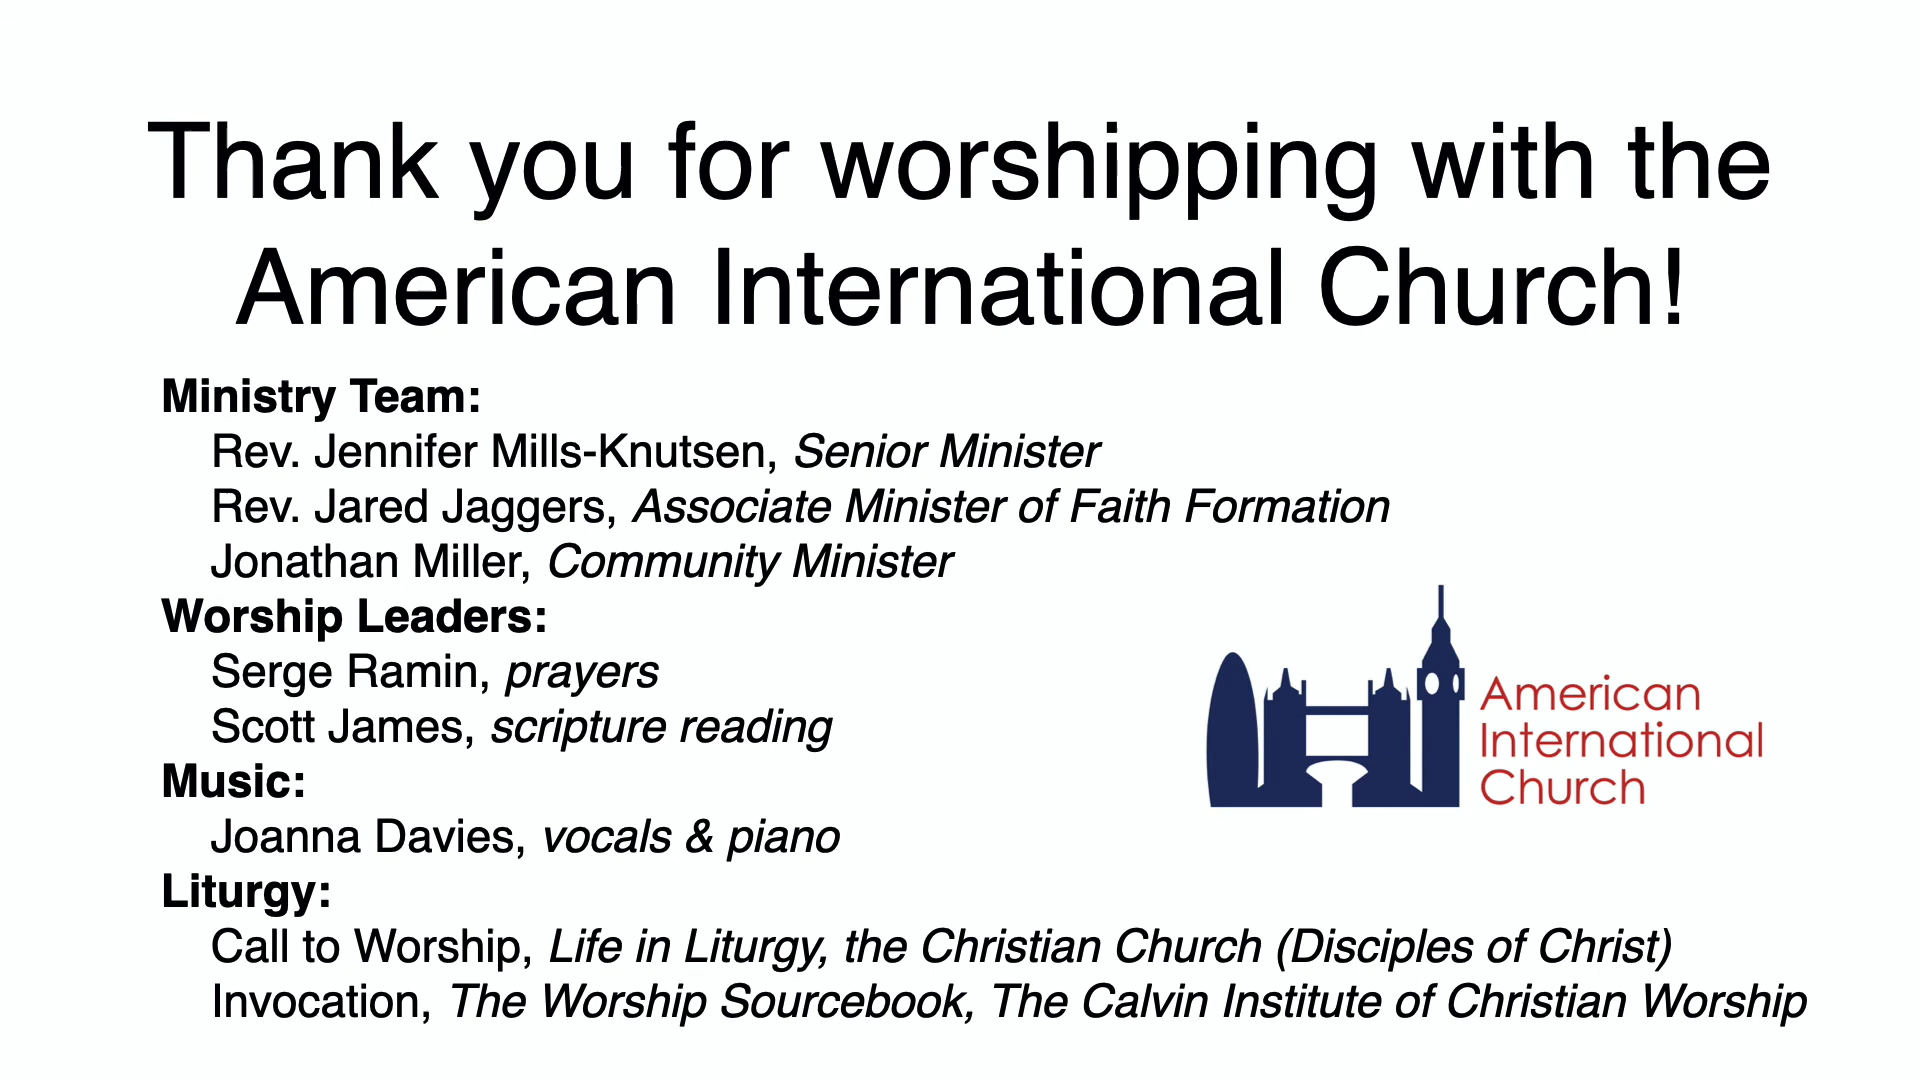 Thank you for worshipping with the
American International Church!
Ministry Team:
Rev. Jennifer Mills-Knutsen, Senior Minister
Rev. Jared Jaggers, Associate Minister of Faith Formation
Jonathan Miller, Community Minister
Worship Leaders:
Serge Ramin, prayers
Scott James, scripture reading
Music:
Joanna Davies, vocals & piano
Liturgy:
Call to Worship, Life in Liturgy, the Christian Church (Disciples of Christ)
Invocation, The Worship Sourcebook, The Calvin Institute of Christian Worship
American
International
Church